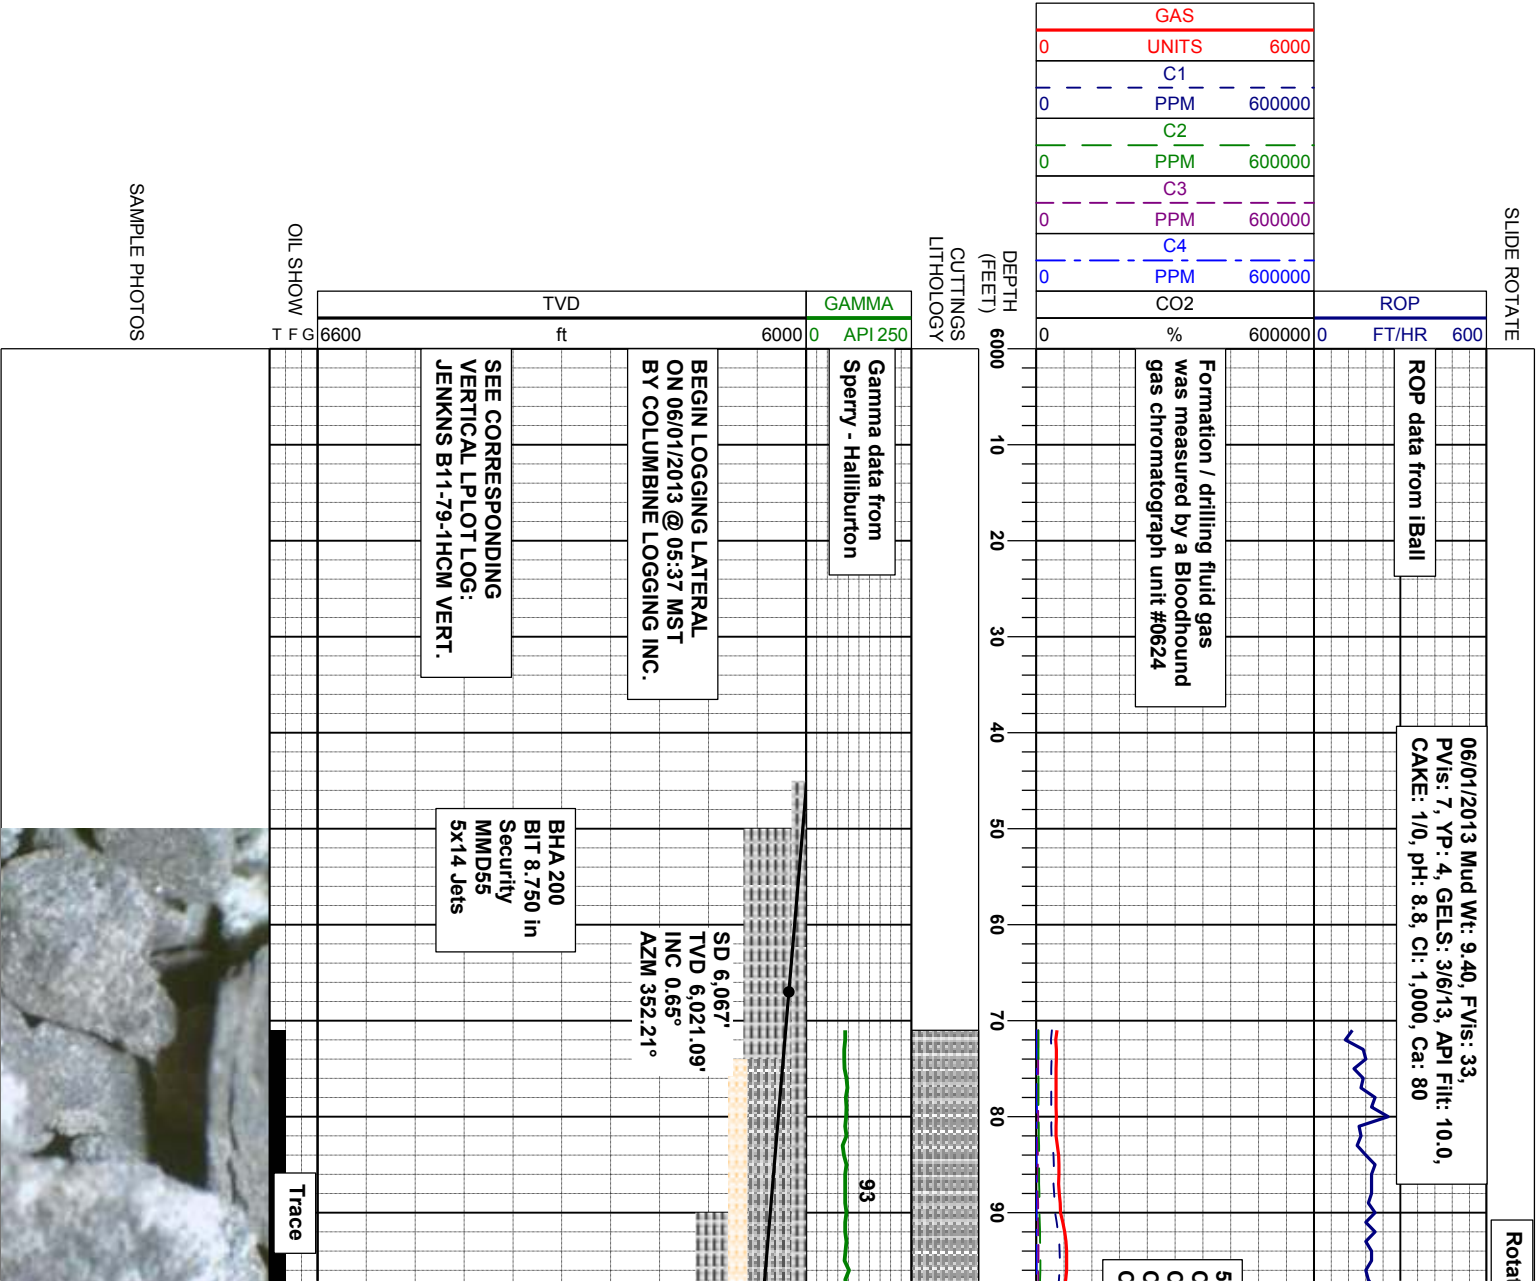 GAS
0 UNITS 6000
C1
0 PPM 600000
C2
0 PPM 600000
C3
0 PPM 600000
C4
0 PPM 600000
CO2
0 % 600000
ROP
0 FT/HR 600
SLIDE ROTATE
DEPTH
(FEET)
CUTTINGS
LITHOLOGY
GAMMA
0 API 250
TVD
6600 ft 6000
OIL SHOW
T F G
SAMPLE PHOTOS
ROP data from iBall
06/01/2013 Mud Wt: 9.40, FVis: 33,
PVis: 7, YP: 4, GELS: 3/6/13, API Filt: 10.0,
CAKE: 1/0, pH: 8.8, Cl: 1,000, Ca: 80
Formation / drilling fluid gas
was measured by a Bloodhound
gas chromatograph unit #0624
6000
10
20
30
40
50
60
70
80
90
Gamma data from
Sperry - Halliburton
93
BEGIN LOGGING LATERAL
ON 06/01/2013 @ 05:37 MST
BY COLUMBINE LOGGING INC.
SEE CORRESPONDING
VERTICAL LPLOT LOG:
JENKNS B11-79-1HCM VERT.
BHA 200
BIT 8.750 in
Security
MMD55
5x14 Jets
SD 6,067'
TVD 6,021.09'
INC 0.65°
AZM 352.21°
Trace
Rota
5
C
C
C
C